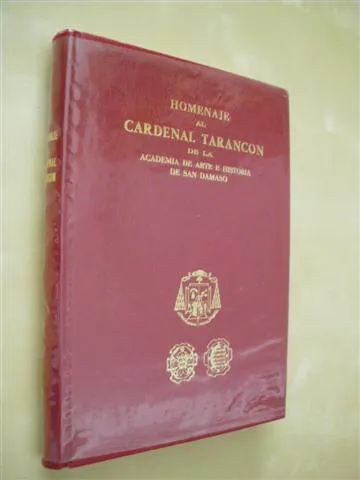 HOMENAJE
AL
CARDENAL TARANCON
DE LA
ACADEMIA DE ARTE E HISTORIA
DE SAN DAMASO